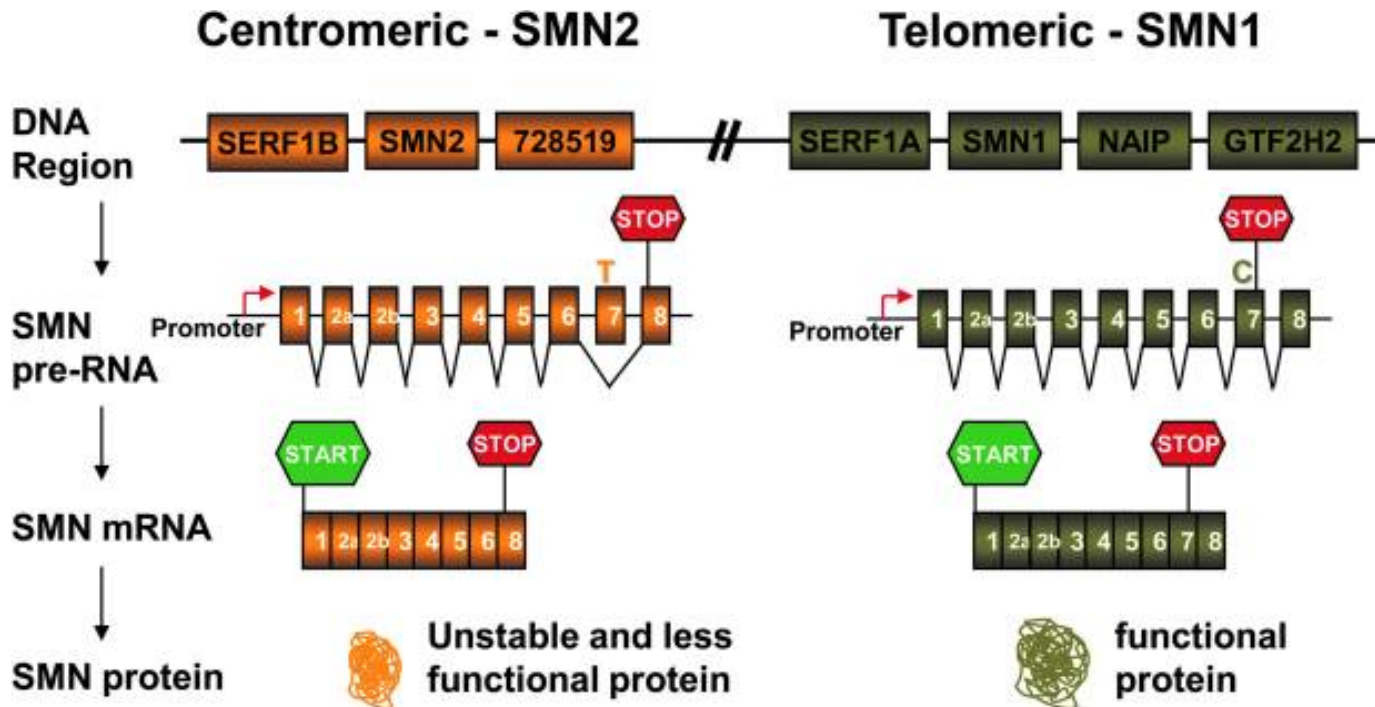 Centromeric - SMN2
Telomeric - SMN1
DNA
Region
SERF1B
SMN2
728519
SERF1A
SMN1
NAIP
GTF2H2
STOP
STOP
T
C
SMN
pre-RNA
Promoter
1 2a 2b 3 4 5 6 7 8
Promoter
1 2a 2b 3 4 5 6 7 8
START
STOP
START
STOP
SMN mRNA
1 2a 2b 3 4 5 6 8
1 2a 2b 3 4 5 6 7 8
SMN protein
Unstable and less
functional protein
functional
protein